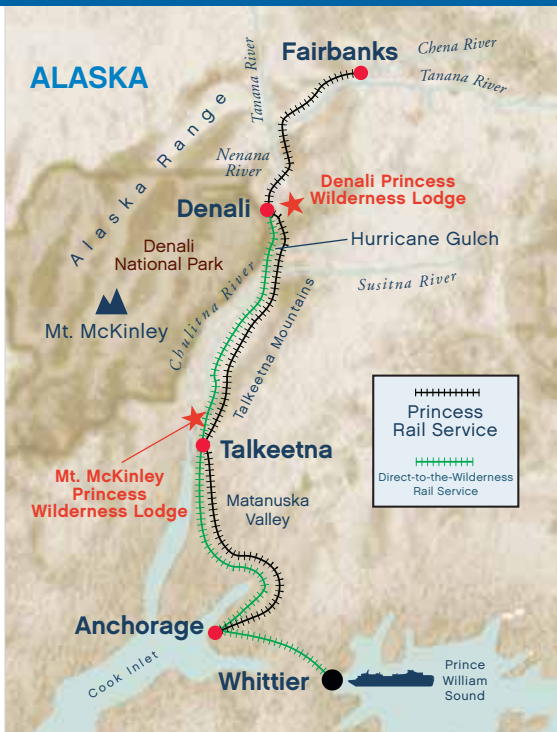 ALASKA
Fairbanks
Chena River
Tanana River
Tanana River
Alaska Range
Nenana
River
Denali Princess
Wilderness Lodge
Denali
Hurricane Gulch
Denali
National Park
Susitna River
Chulitna River
Mt. McKinley
Talkeetna Mountains
Princess
Rail Service
Direct-to-the-Wilderness
Rail Service
Talkeetna
Mt. McKinley
Princess
Wilderness Lodge
Matanuska
Valley
Anchorage
Cook Inlet
Whittier
Prince
William
Sound